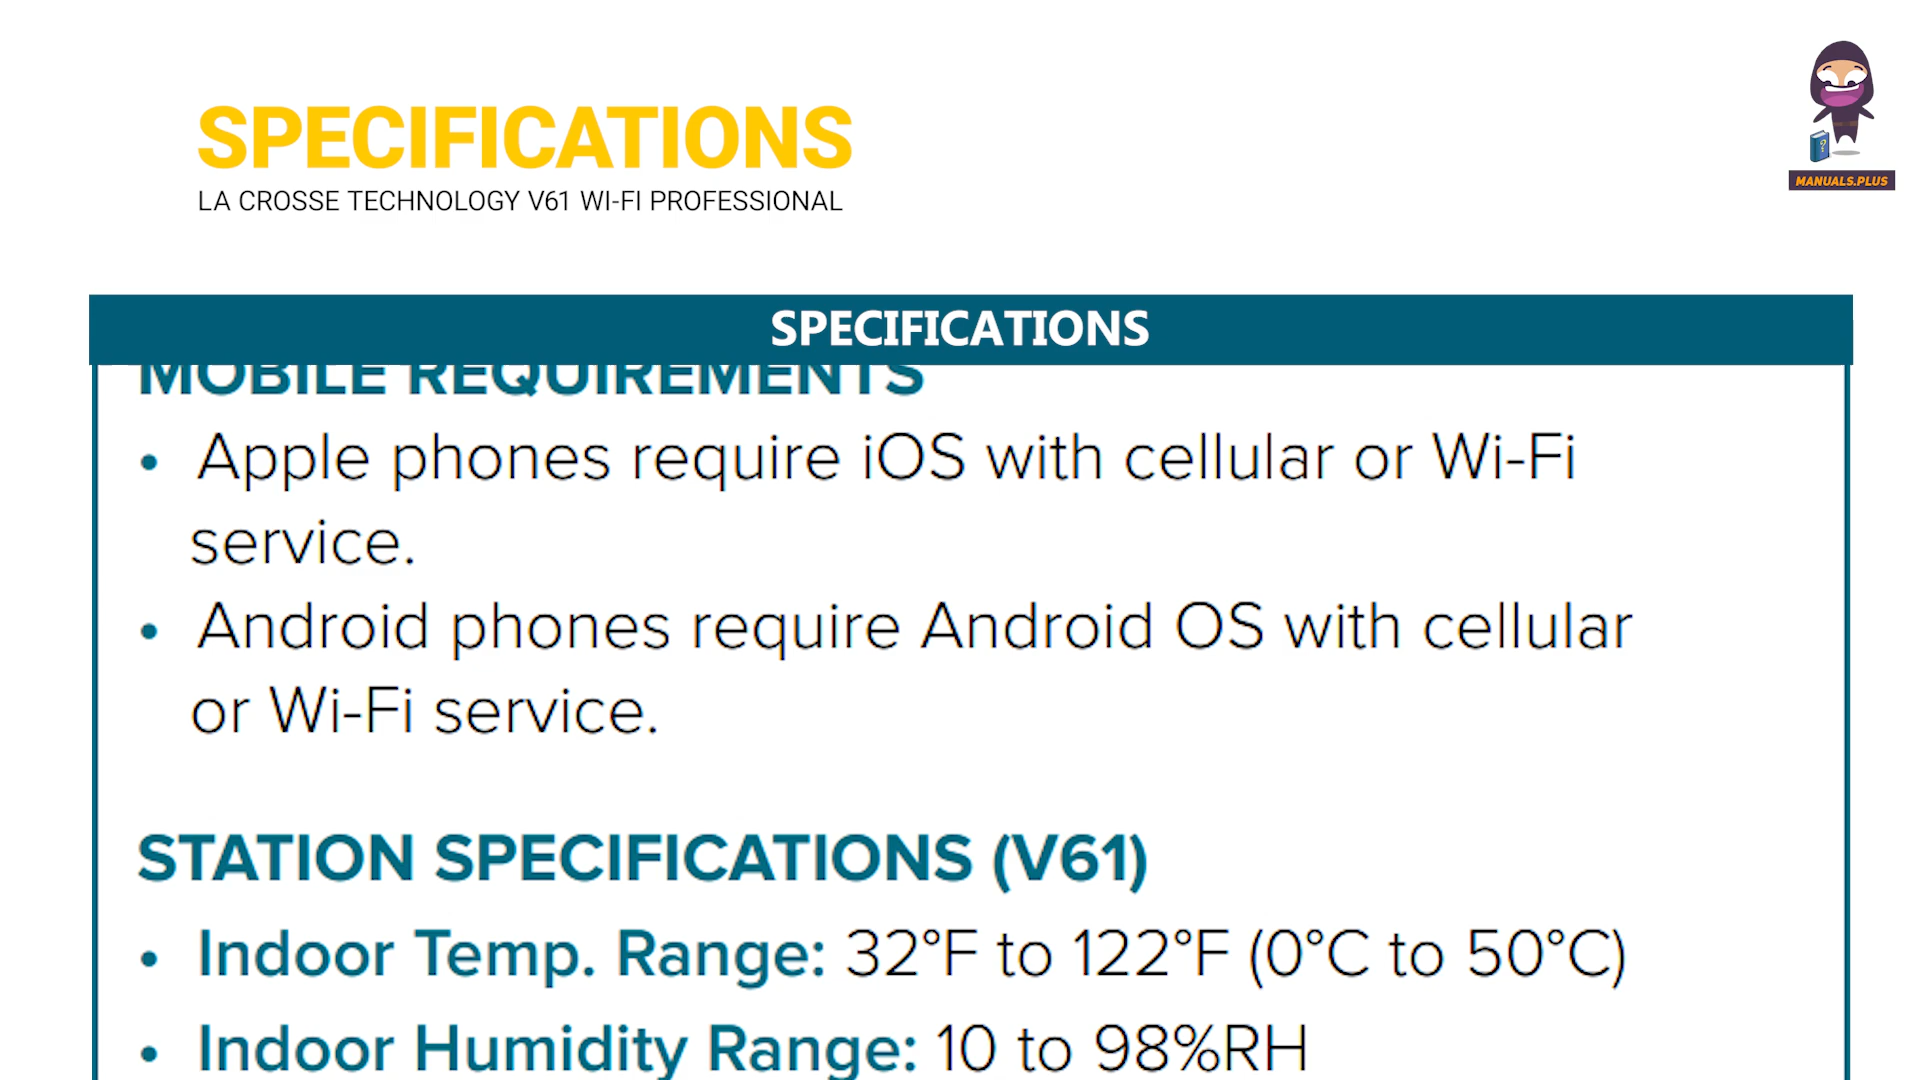 SPECIFICATIONS
LA CROSSE TECHNOLOGY V61 WI-FI PROFESSIONAL
MANUALS.PLUS
SPECIFICATIONS
MOBILE REQUIREMENTS
• Apple phones require iOS with cellular or Wi-Fi
service.
• Android phones require Android OS with cellular
or Wi-Fi service.
STATION SPECIFICATIONS (V61)
• Indoor Temp. Range: 32°F to 122°F (0°C to 50°C)
• Indoor Humidity Range: 10 to 98%RH